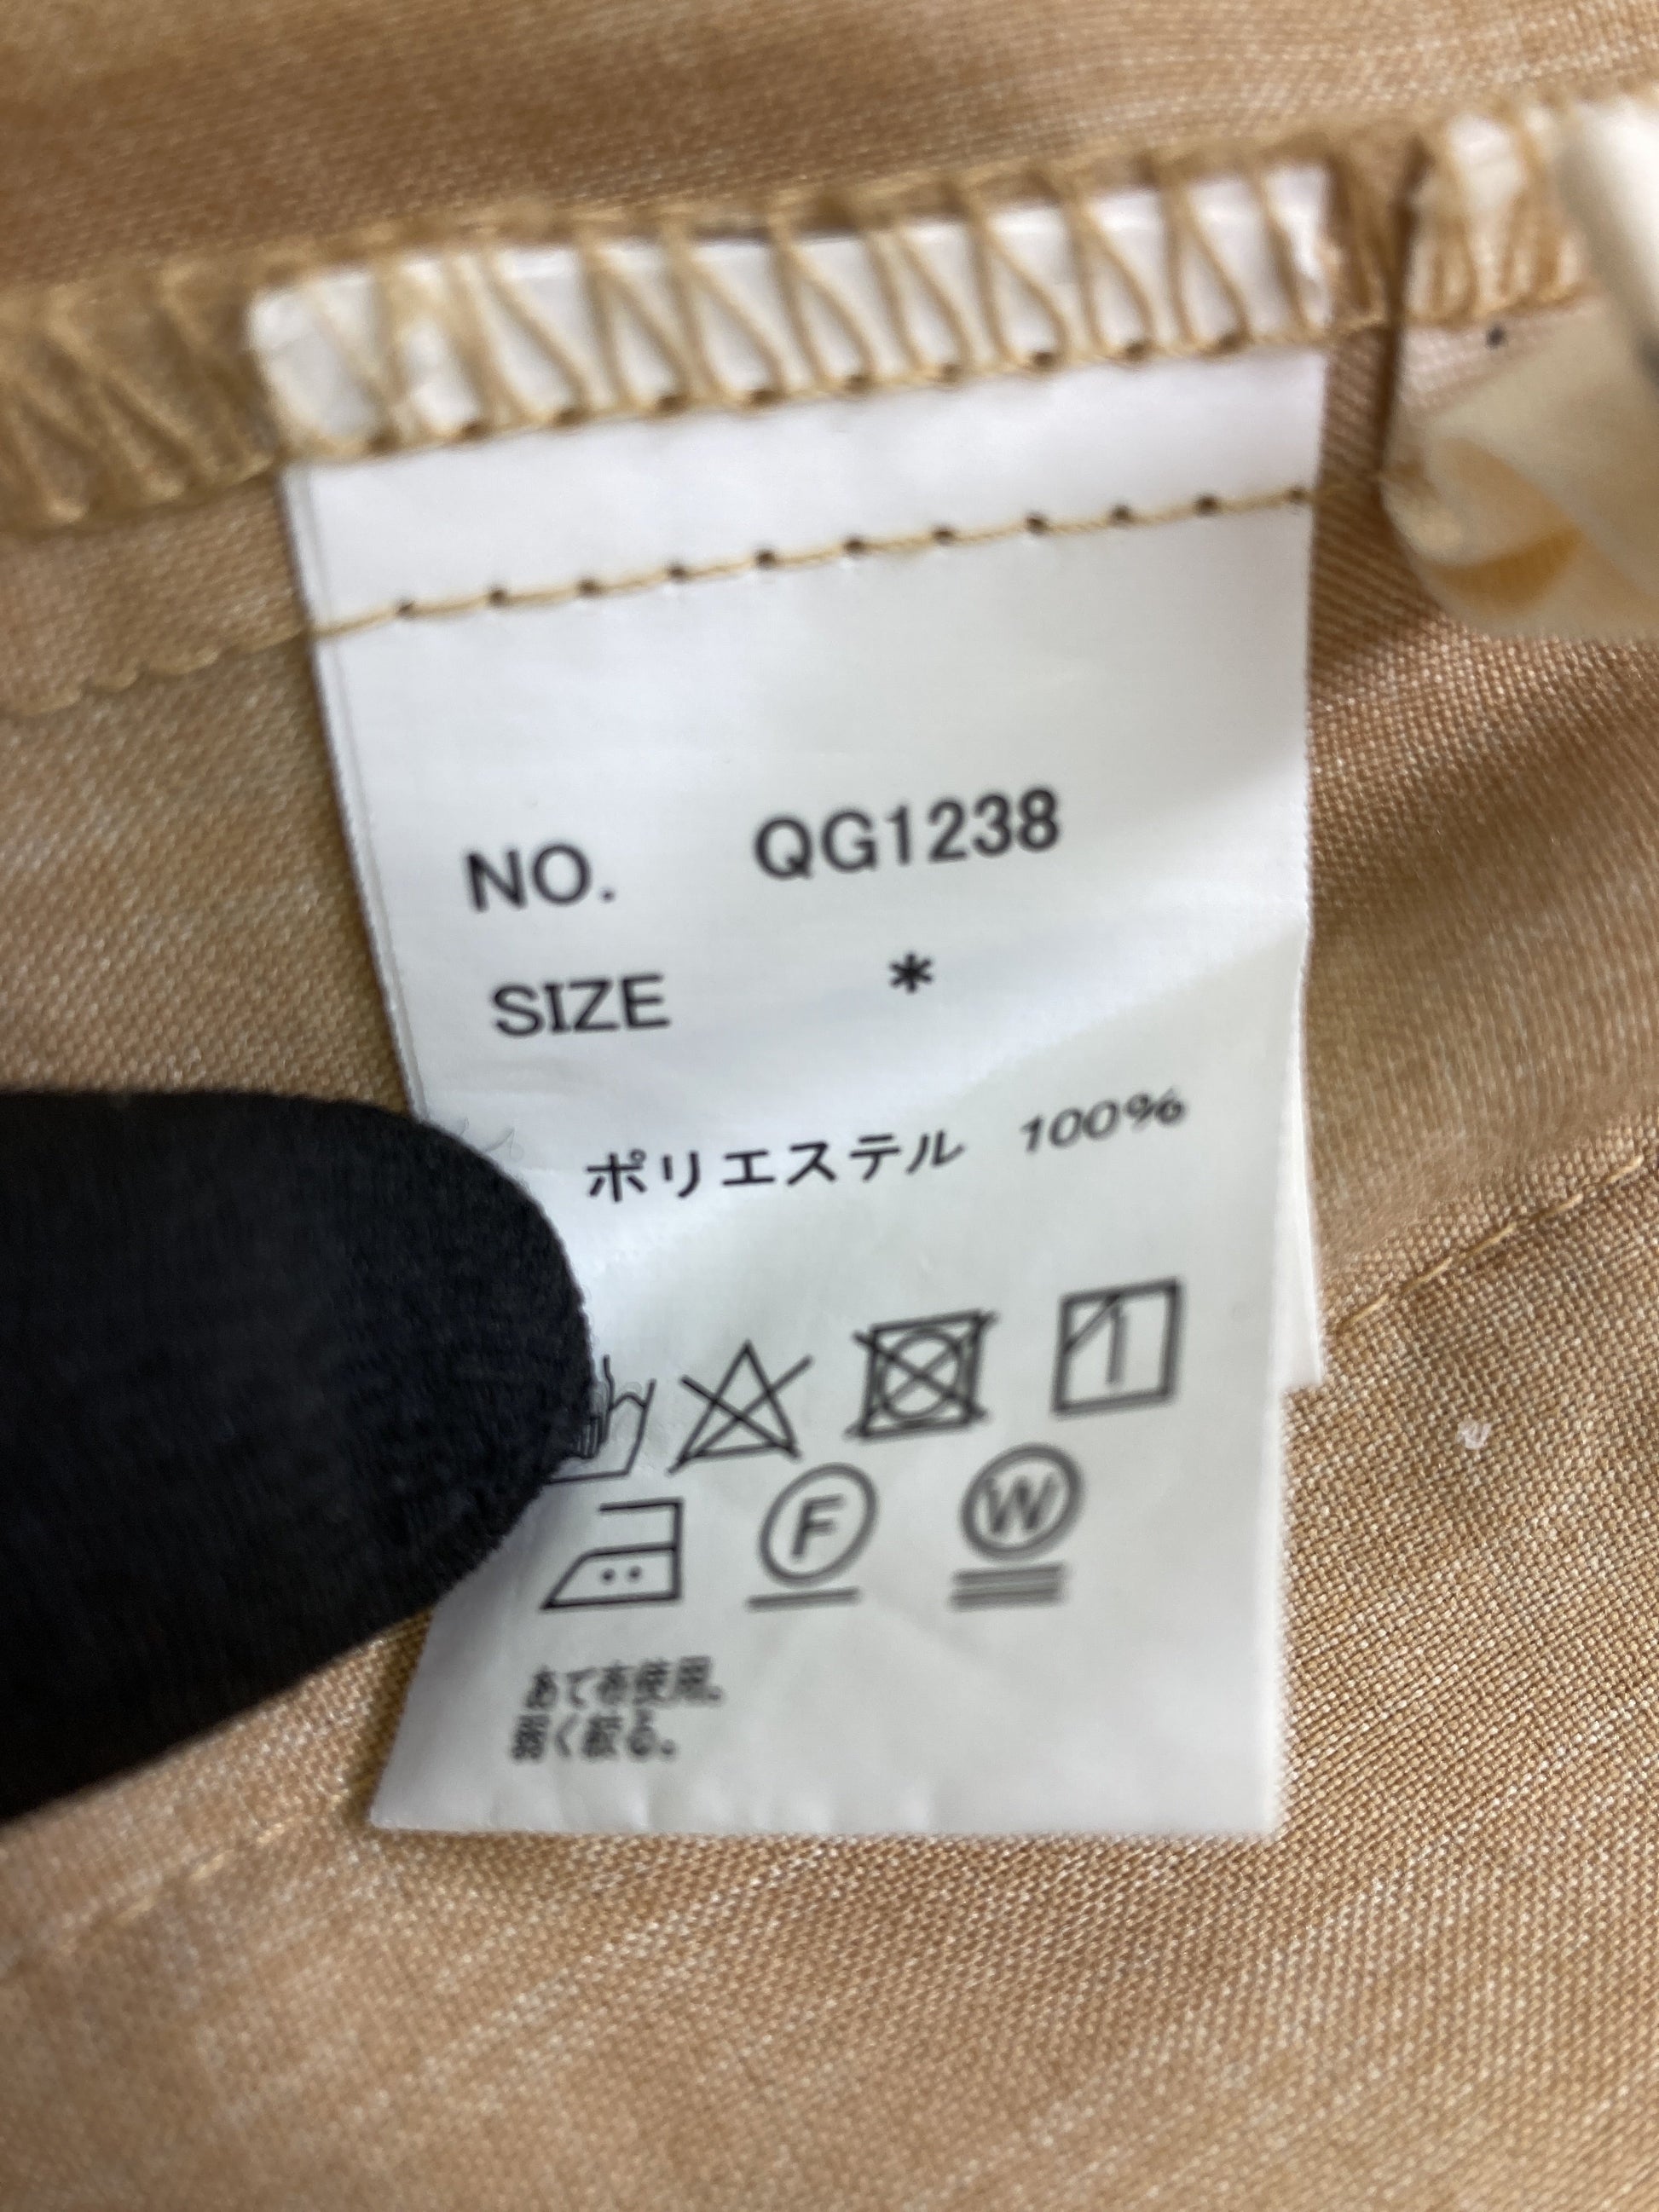 NO. QG1238
SIZE *
ポリエステル 100%
F W
あて布使用。
弱く絞る。